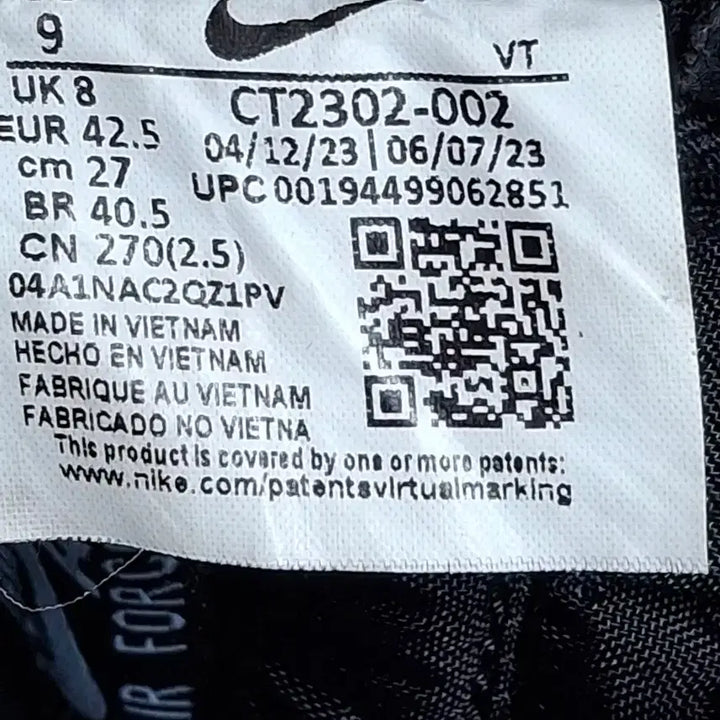 9
VT
UK 8
EUR 42.5
cm 27
BR 40.5
CN 270(2.5)
04A1NAC2QZ1PV
MADE IN VIETNAM
HECHO EN VIETNAM
FABRIQUE AU VIETNAM
FABRICADO NO VIETNA
CT2302-002
04/12/23 | 06/07/23
UPC 00194499062851
This product is covered by one or more patents:
www.nike.com/patentsvirtualmarking
IR FORC